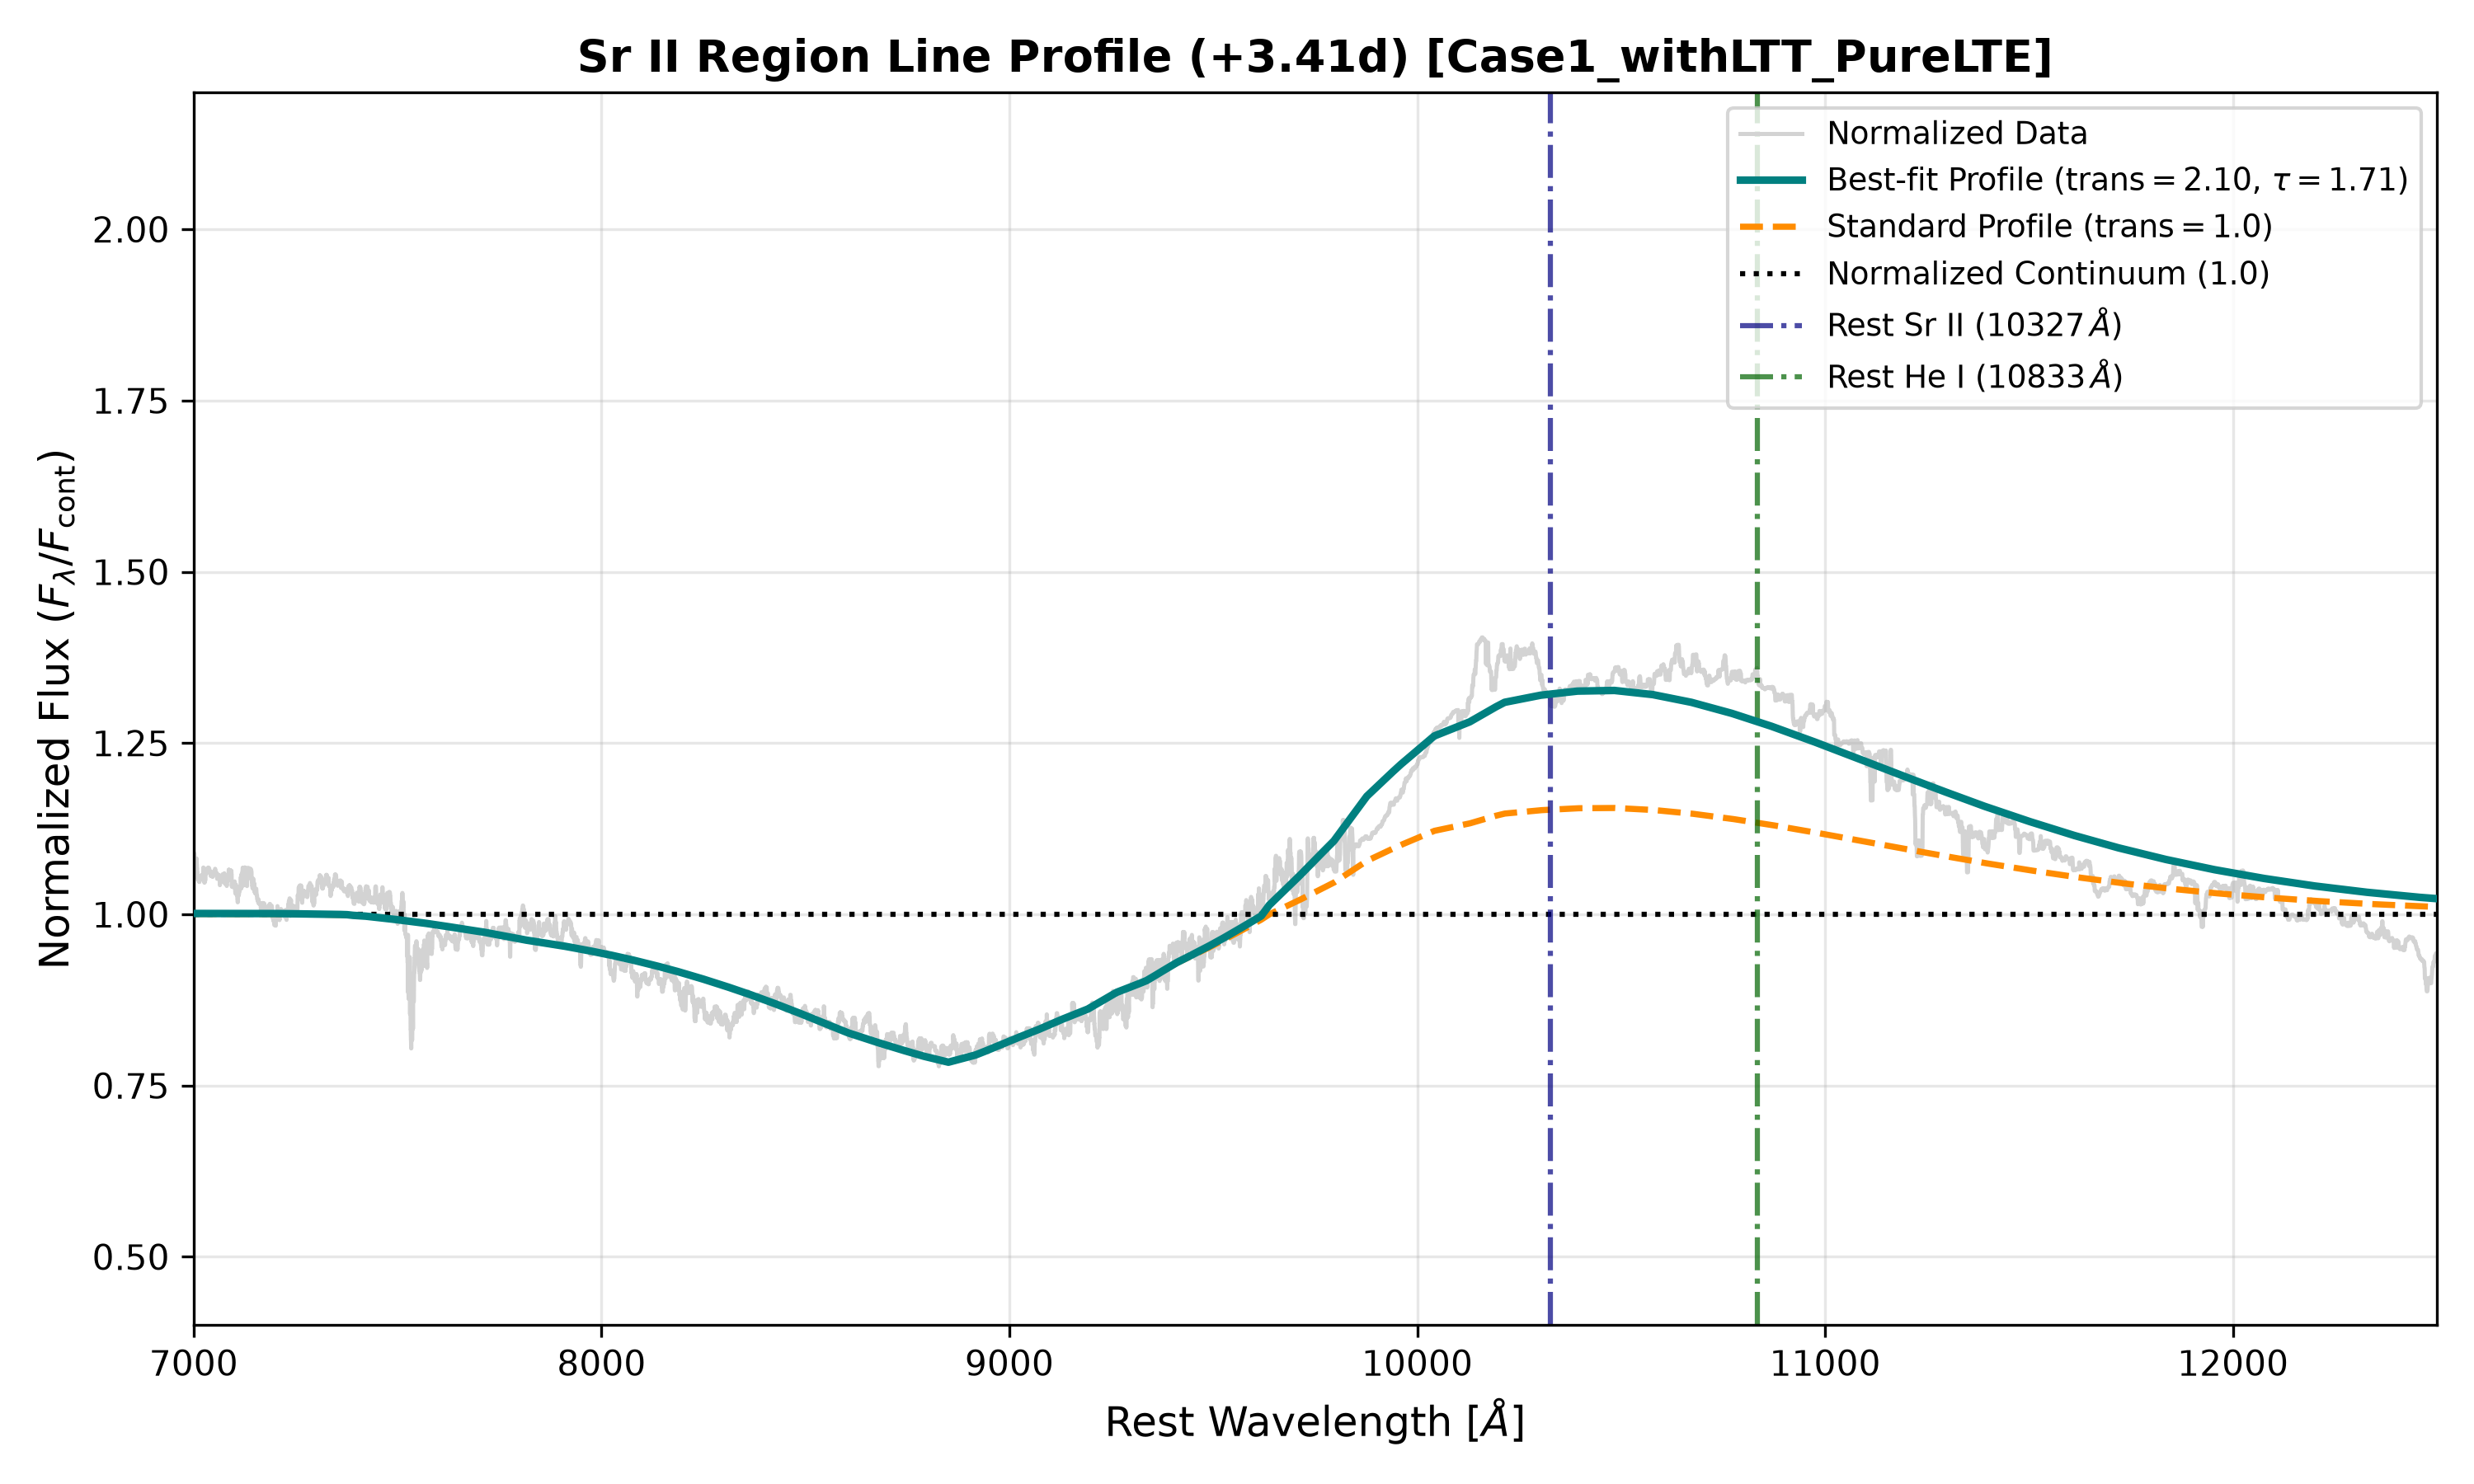 Sr II Region Line Profile (+3.41d) [Case1_withLTT_PureLTE]
Normalized Data
Best-fit Profile (trans = 2.10, τ = 1.71)
Standard Profile (trans = 1.0)
Normalized Continuum (1.0)
Rest Sr II (10327 Å)
Rest He I (10833 Å)
Normalized Flux (Fλ/Fcont)
2.00
1.75
1.50
1.25
1.00
0.75
0.50
7000 8000 9000 10000 11000 12000
Rest Wavelength [Å]